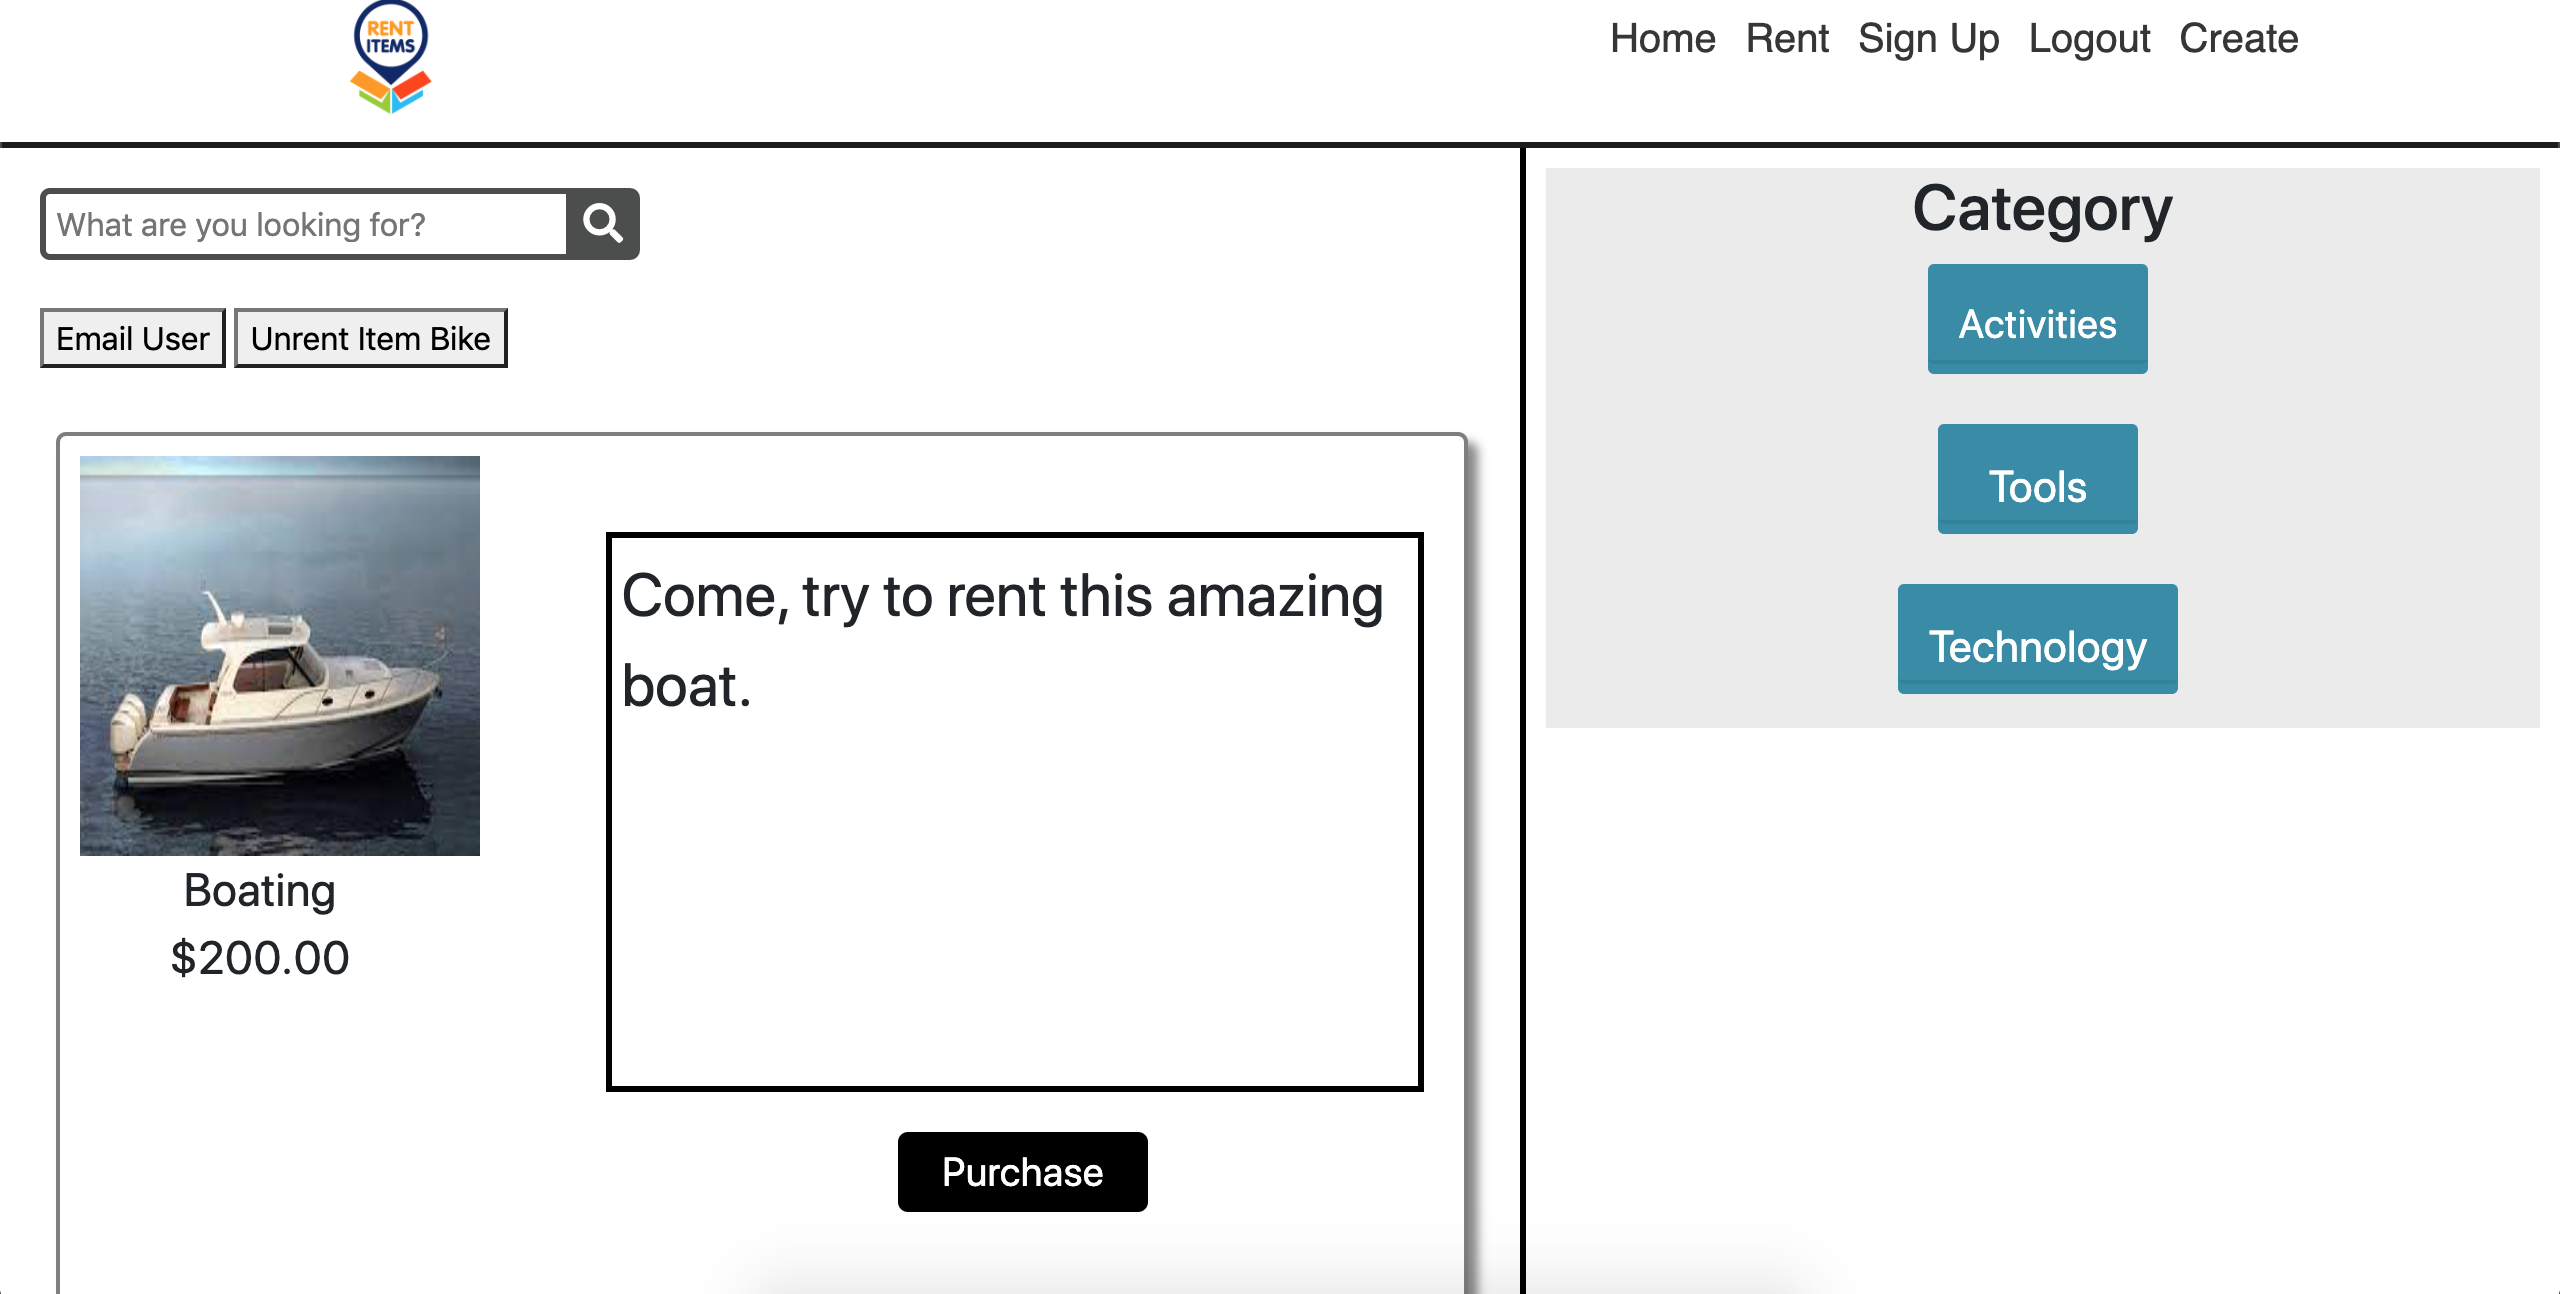 RENT
ITEMS
Home Rent Sign Up Logout Create
What are you looking for?
Email User Unrent Item Bike
Come, try to rent this amazing
boat.
Boating
$200.00
Purchase
Category
Activities
Tools
Technology